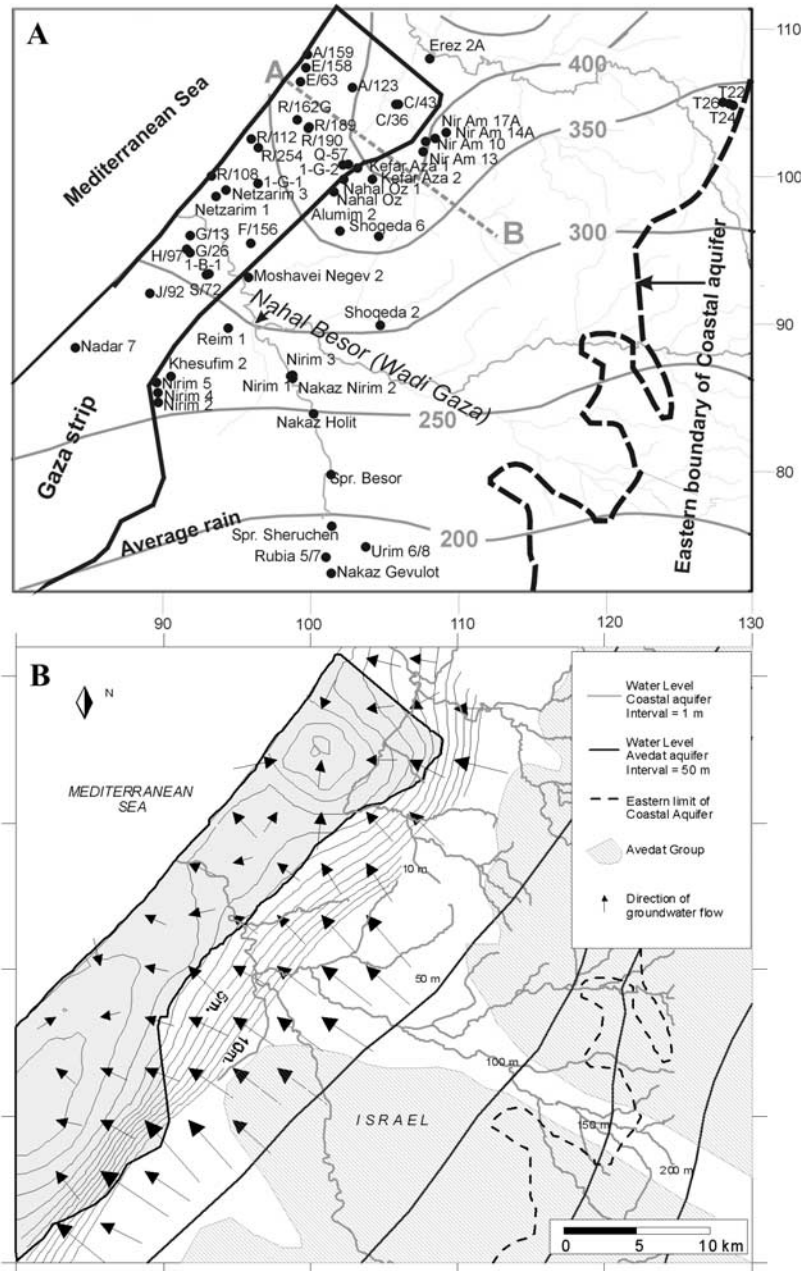 A
110
A/159
Erez 2A
E/158
400
Mediterranean Sea
A
E/63
A/123
T22
T26
T24
C/43
C/36
R/162G
350
R/189
Nir Am 17A
R/112
R/190
Nir Am 14A
Q-57
Nir Am 10
R/254
1-G-2
Nir Am 13
Kefar Aza 1
100
R/108
1-G-1
Kefar Aza 2
Netzarim 3
Nahal Oz 1
Nahal Oz
Netzarim 1
Alumim 2
F/156
Shoqeda 6
B
300
G/13
H/97
G/26
1-B-1
S/72
Moshavei Negev 2
J/92
Nahal Besor (Wadi Gaza)
Shoqeda 2
90
Reim 1
Nadar 7
Khesufim 2
Nirim 3
Nirim 5
Nirim 1
Nakaz Nirim 2
Nirim 4
Nirim 2
250
Nakaz Holit
Gaza strip
Eastern boundary of Coastal aquifer
80
Spr. Besor
Average rain
200
Spr. Sheruchen
Urim 6/8
Rubia 5/7
Nakaz Gevulot
90
100
110
120
130
B
N
Water Level
Coastal aquifer
Interval = 1 m
Water Level
Avedat aquifer
Interval = 50 m
Eastern limit of
Coastal Aquifer
Avedat Group
Direction of
groundwater flow
MEDITERRANEAN
SEA
10 m
50 m
5m.
10m.
100 m
ISRAEL
150 m
200 m
0
5
10 km